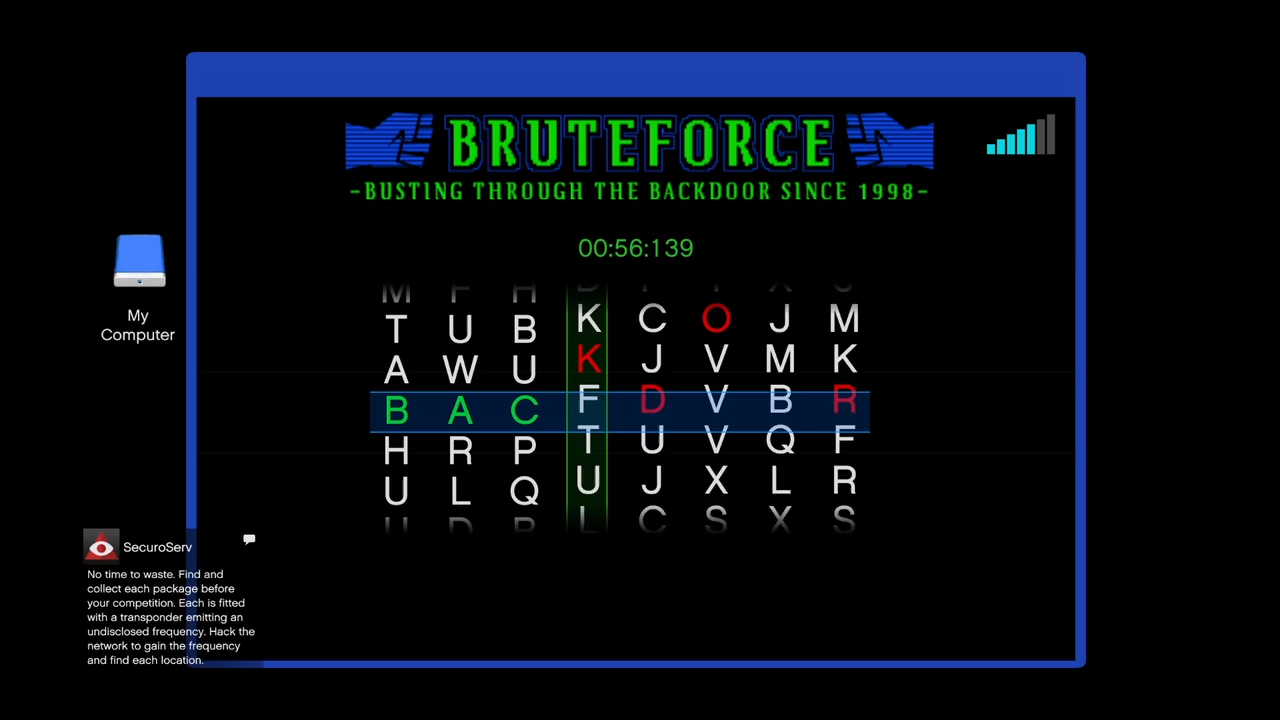 BRUTEFORCE
-BUSTING THROUGH THE BACKDOOR SINCE 1998-
00:56:139
M F H
T U B K C O J M
A W U K J V M K
B A C F D V B R
H R P T U V Q F
U L Q U J X L R
L C S X S
My
Computer
SecuroServ
No time to waste. Find and
collect each package before
your competition. Each is fitted
with a transponder emitting an
undisclosed frequency. Hack the
network to gain the frequency
and find each location.